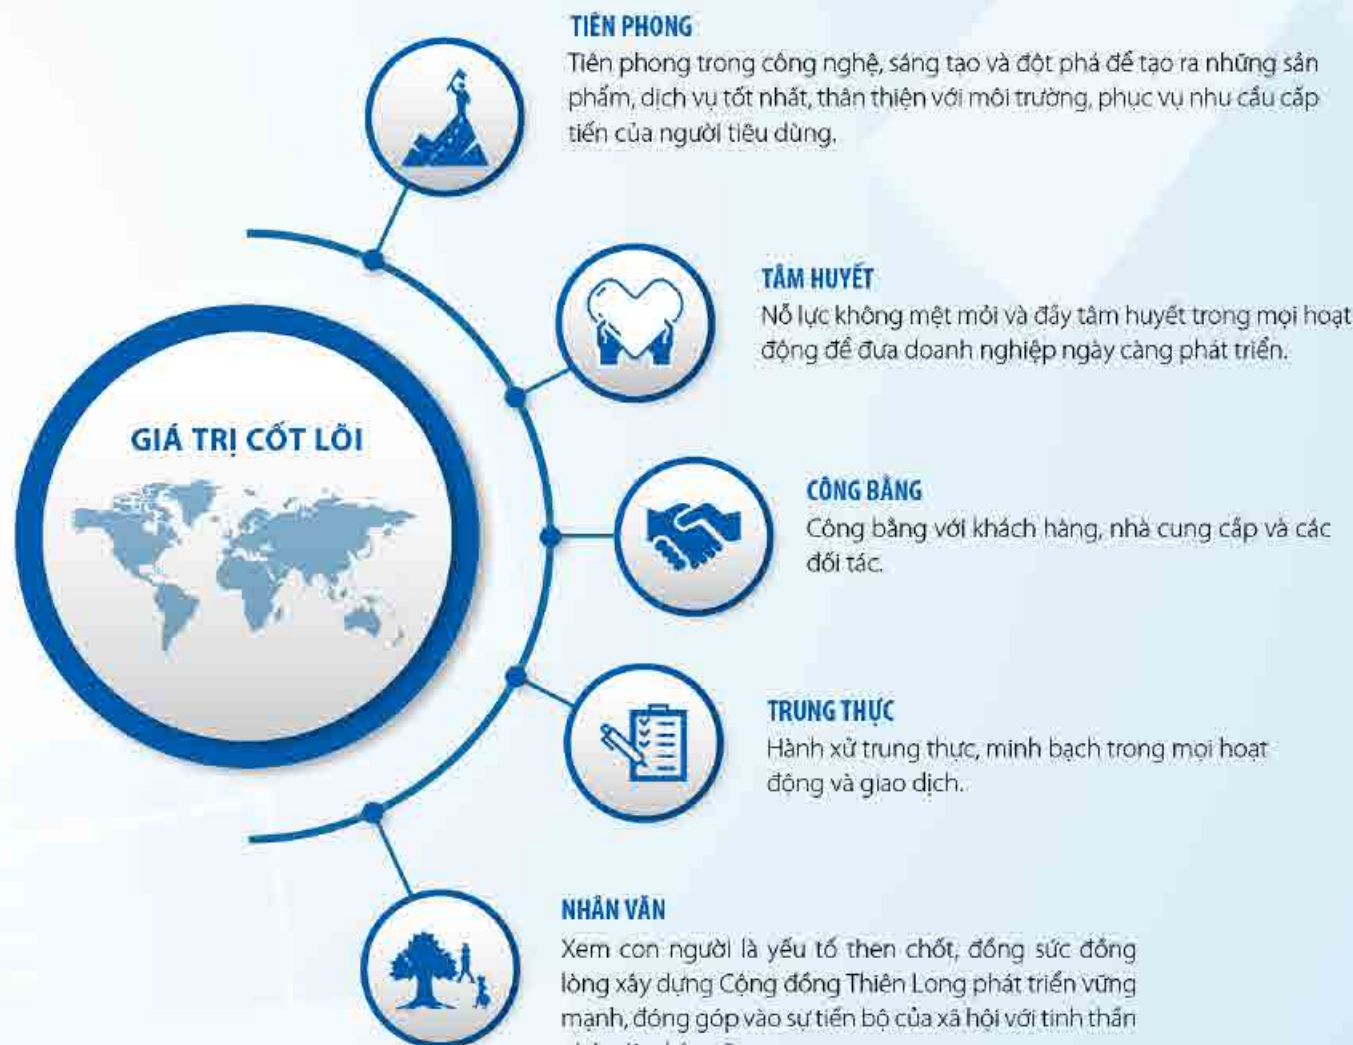 TIÊN PHONG
Tiên phong trong công nghệ, sáng tạo và đột phá để tạo ra những sản
phẩm, dịch vụ tốt nhất, thân thiện với môi trường, phục vụ nhu cầu cấp
tiến của người tiêu dùng.
TÂM HUYẾT
Nỗ lực không mệt mỏi và đầy tâm huyết trong mọi hoạt
động để đưa doanh nghiệp ngày càng phát triển.
GIÁ TRỊ CỐT LÕI
CÔNG BẰNG
Công bằng với khách hàng, nhà cung cấp và các
đối tác.
TRUNG THỰC
Hành xử trung thực, minh bạch trong mọi hoạt
động và giao dịch.
NHÂN VĂN
Xem con người là yếu tố then chốt, đồng sức đồng
lòng xây dựng Cộng đồng Thiên Long phát triển vững
mạnh, đóng góp vào sự tiến bộ của xã hội với tinh thần